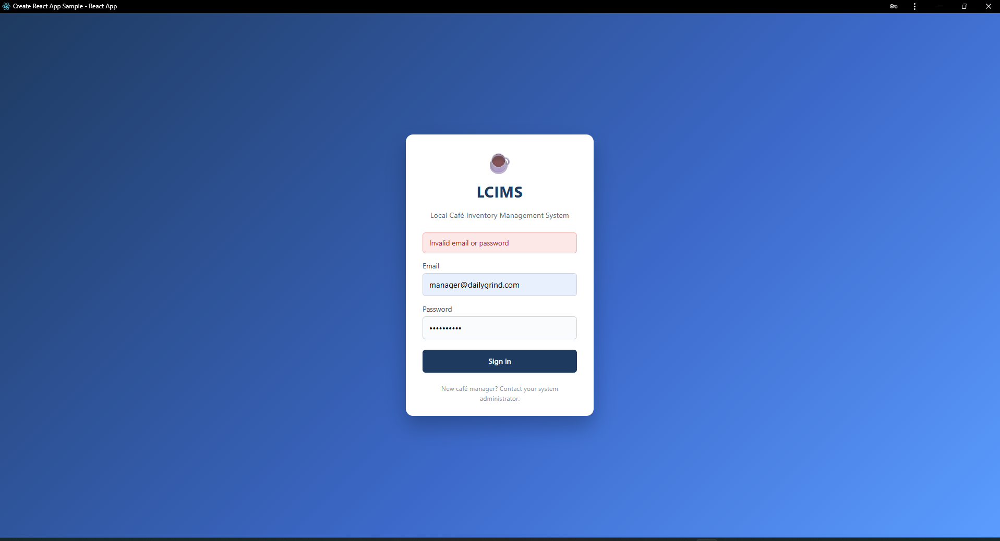 Create React App Sample - React App
LCIMS
Local Café Inventory Management System
Invalid email or password
Email
manager@dailygrind.com
Password
••••••••••
Sign in
New café manager? Contact your system
administrator.